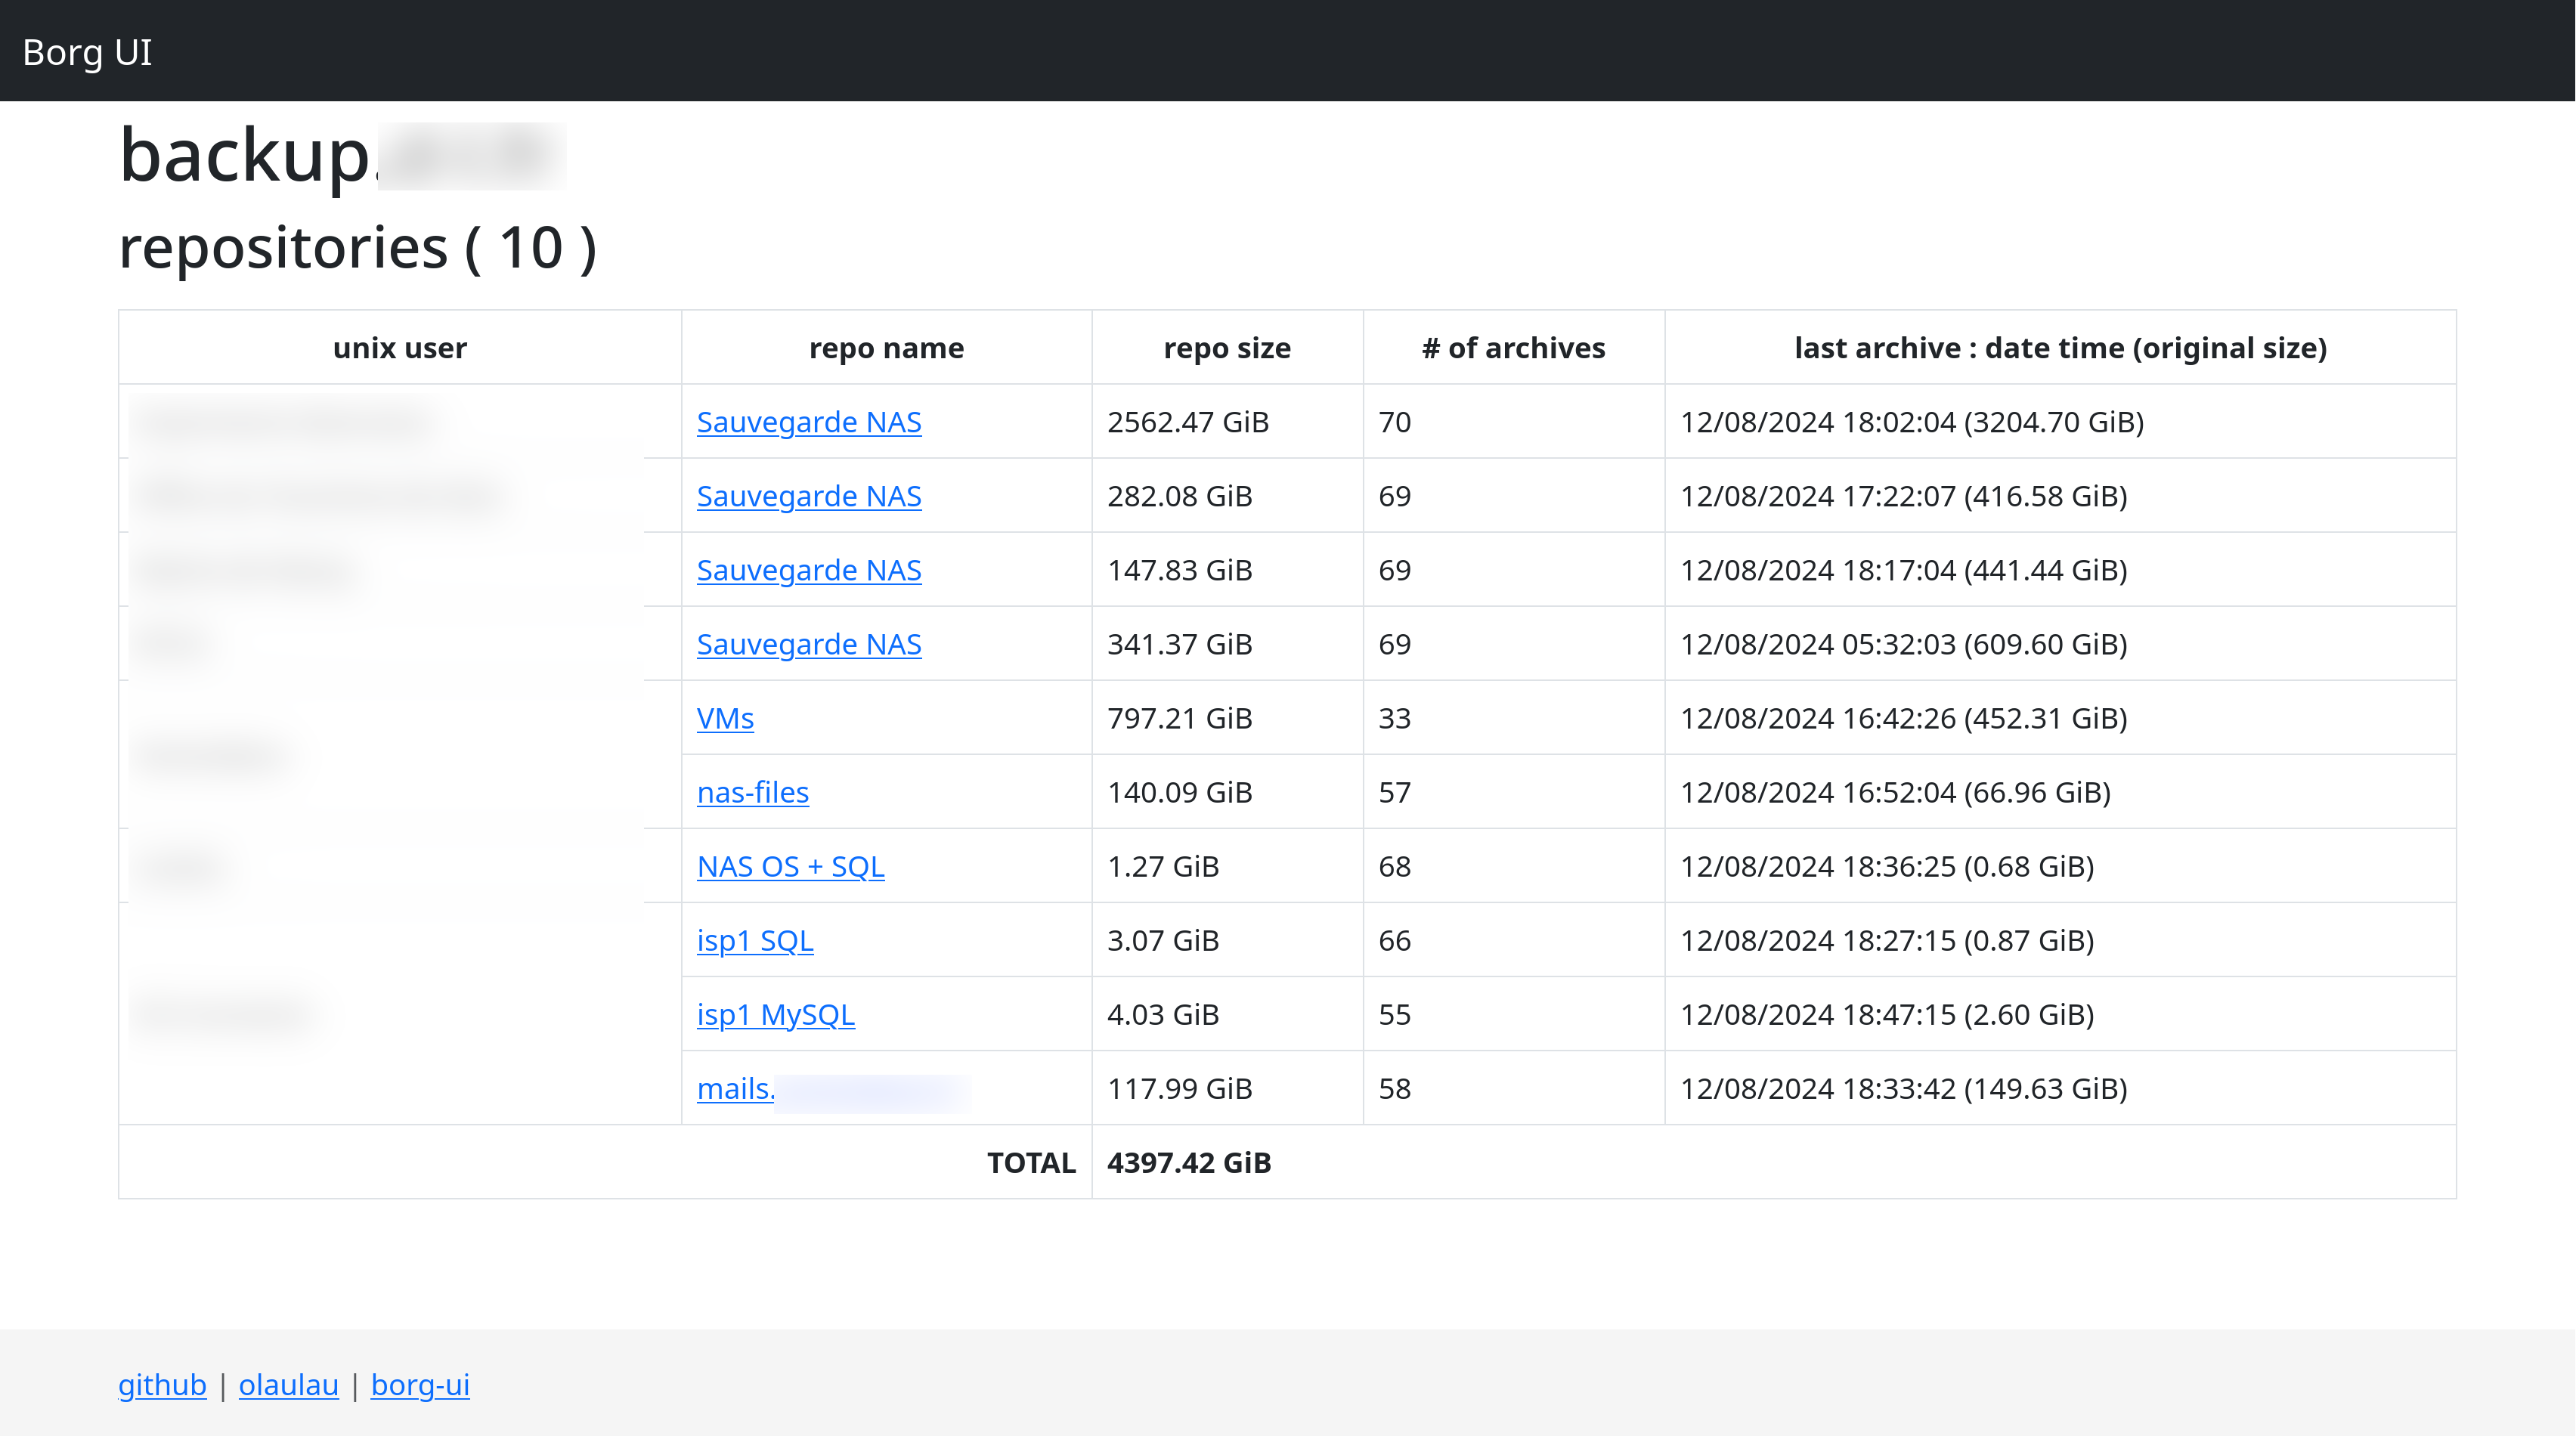 Borg UI
backup.
repositories ( 10 )
unix user repo name repo size # of archives last archive : date time (original size)
Sauvegarde NAS 2562.47 GiB 70 12/08/2024 18:02:04 (3204.70 GiB)
Sauvegarde NAS 282.08 GiB 69 12/08/2024 17:22:07 (416.58 GiB)
Sauvegarde NAS 147.83 GiB 69 12/08/2024 18:17:04 (441.44 GiB)
Sauvegarde NAS 341.37 GiB 69 12/08/2024 05:32:03 (609.60 GiB)
VMs 797.21 GiB 33 12/08/2024 16:42:26 (452.31 GiB)
nas-files 140.09 GiB 57 12/08/2024 16:52:04 (66.96 GiB)
NAS OS + SQL 1.27 GiB 68 12/08/2024 18:36:25 (0.68 GiB)
isp1 SQL 3.07 GiB 66 12/08/2024 18:27:15 (0.87 GiB)
isp1 MySQL 4.03 GiB 55 12/08/2024 18:47:15 (2.60 GiB)
mails. 117.99 GiB 58 12/08/2024 18:33:42 (149.63 GiB)
TOTAL 4397.42 GiB
github | olaulau | borg-ui